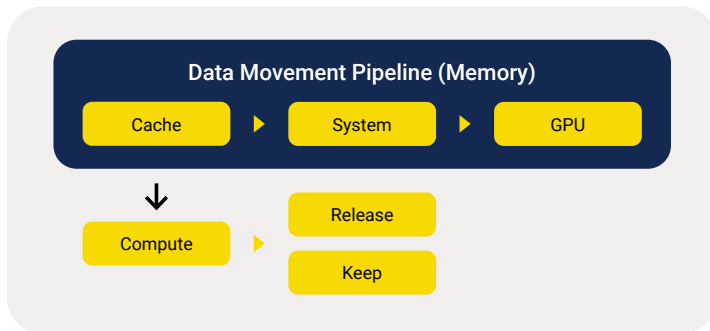 Data Movement Pipeline (Memory)
Cache
System
GPU
Compute
Release
Keep